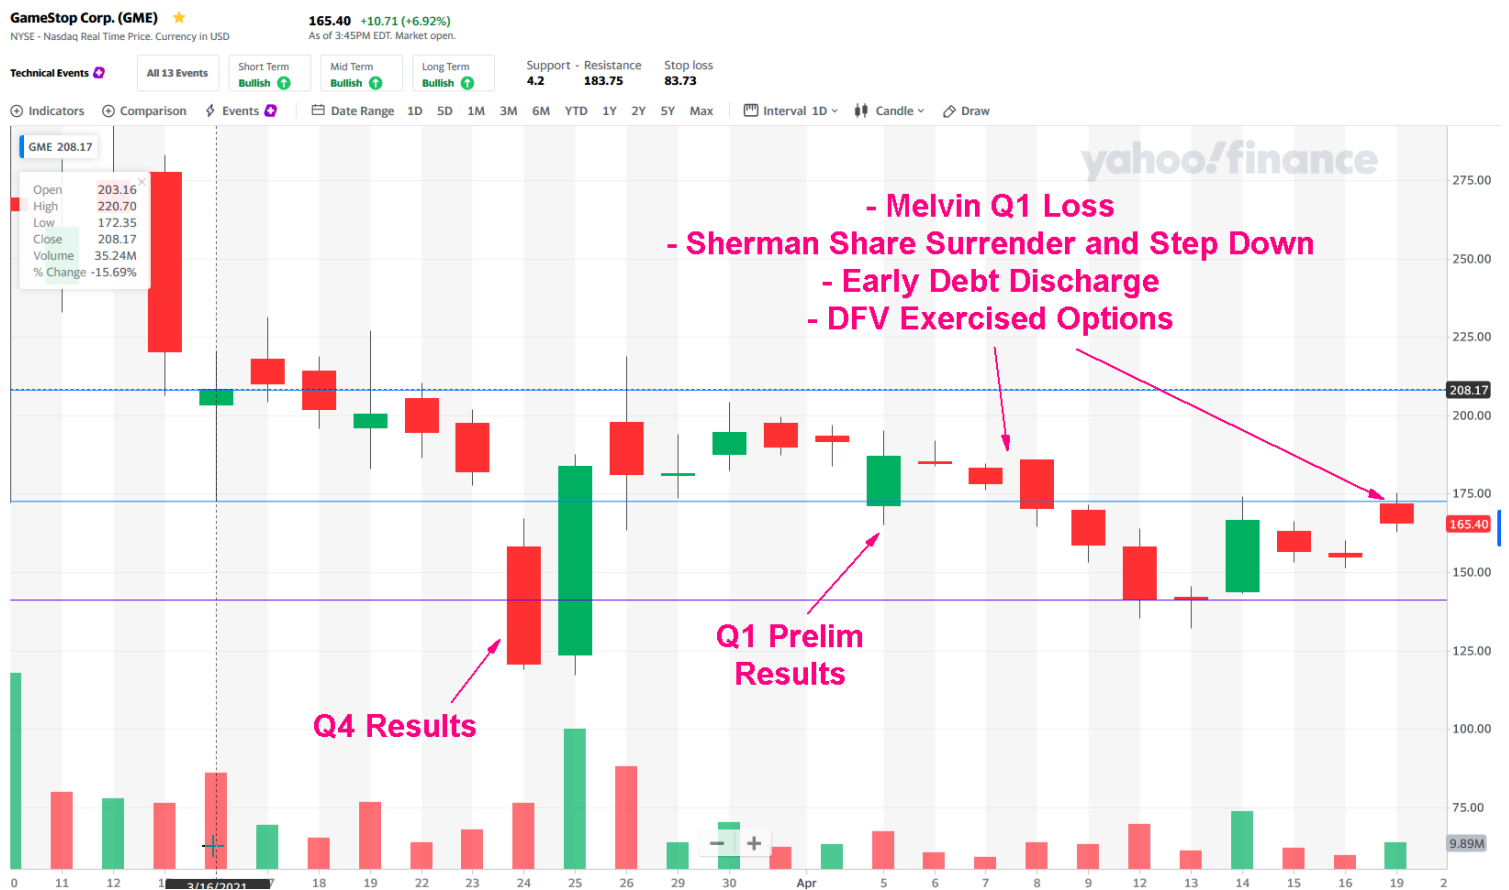 GameStop Corp. (GME)
NYSE - Nasdaq Real Time Price. Currency in USD
165.40 +10.71 (+6.92%)
As of 3:45PM EDT. Market open.
Technical Events
All 13 Events
Short Term
Bullish
Mid Term
Bullish
Long Term
Bullish
Support - Resistance
4.2 183.75
Stop loss
83.73
Indicators Comparison Events Date Range 1D 5D 1M 3M 6M YTD 1Y 2Y 5Y Max Interval 1D Candle Draw
GME 208.17
Open 203.16
High 220.70
Low 172.35
Close 208.17
Volume 35.24M
% Change -15.69%
yahoo!finance
- Melvin Q1 Loss
- Sherman Share Surrender and Step Down
- Early Debt Discharge
- DFV Exercised Options
Q1 Prelim
Results
Q4 Results
275.00
250.00
225.00
208.17
200.00
175.00
165.40
150.00
125.00
100.00
75.00
9.89M
0 11 12 3/16/2021 7 18 19 22 23 24 25 26 29 30 Apr 5 6 7 8 9 12 13 14 15 16 19 2